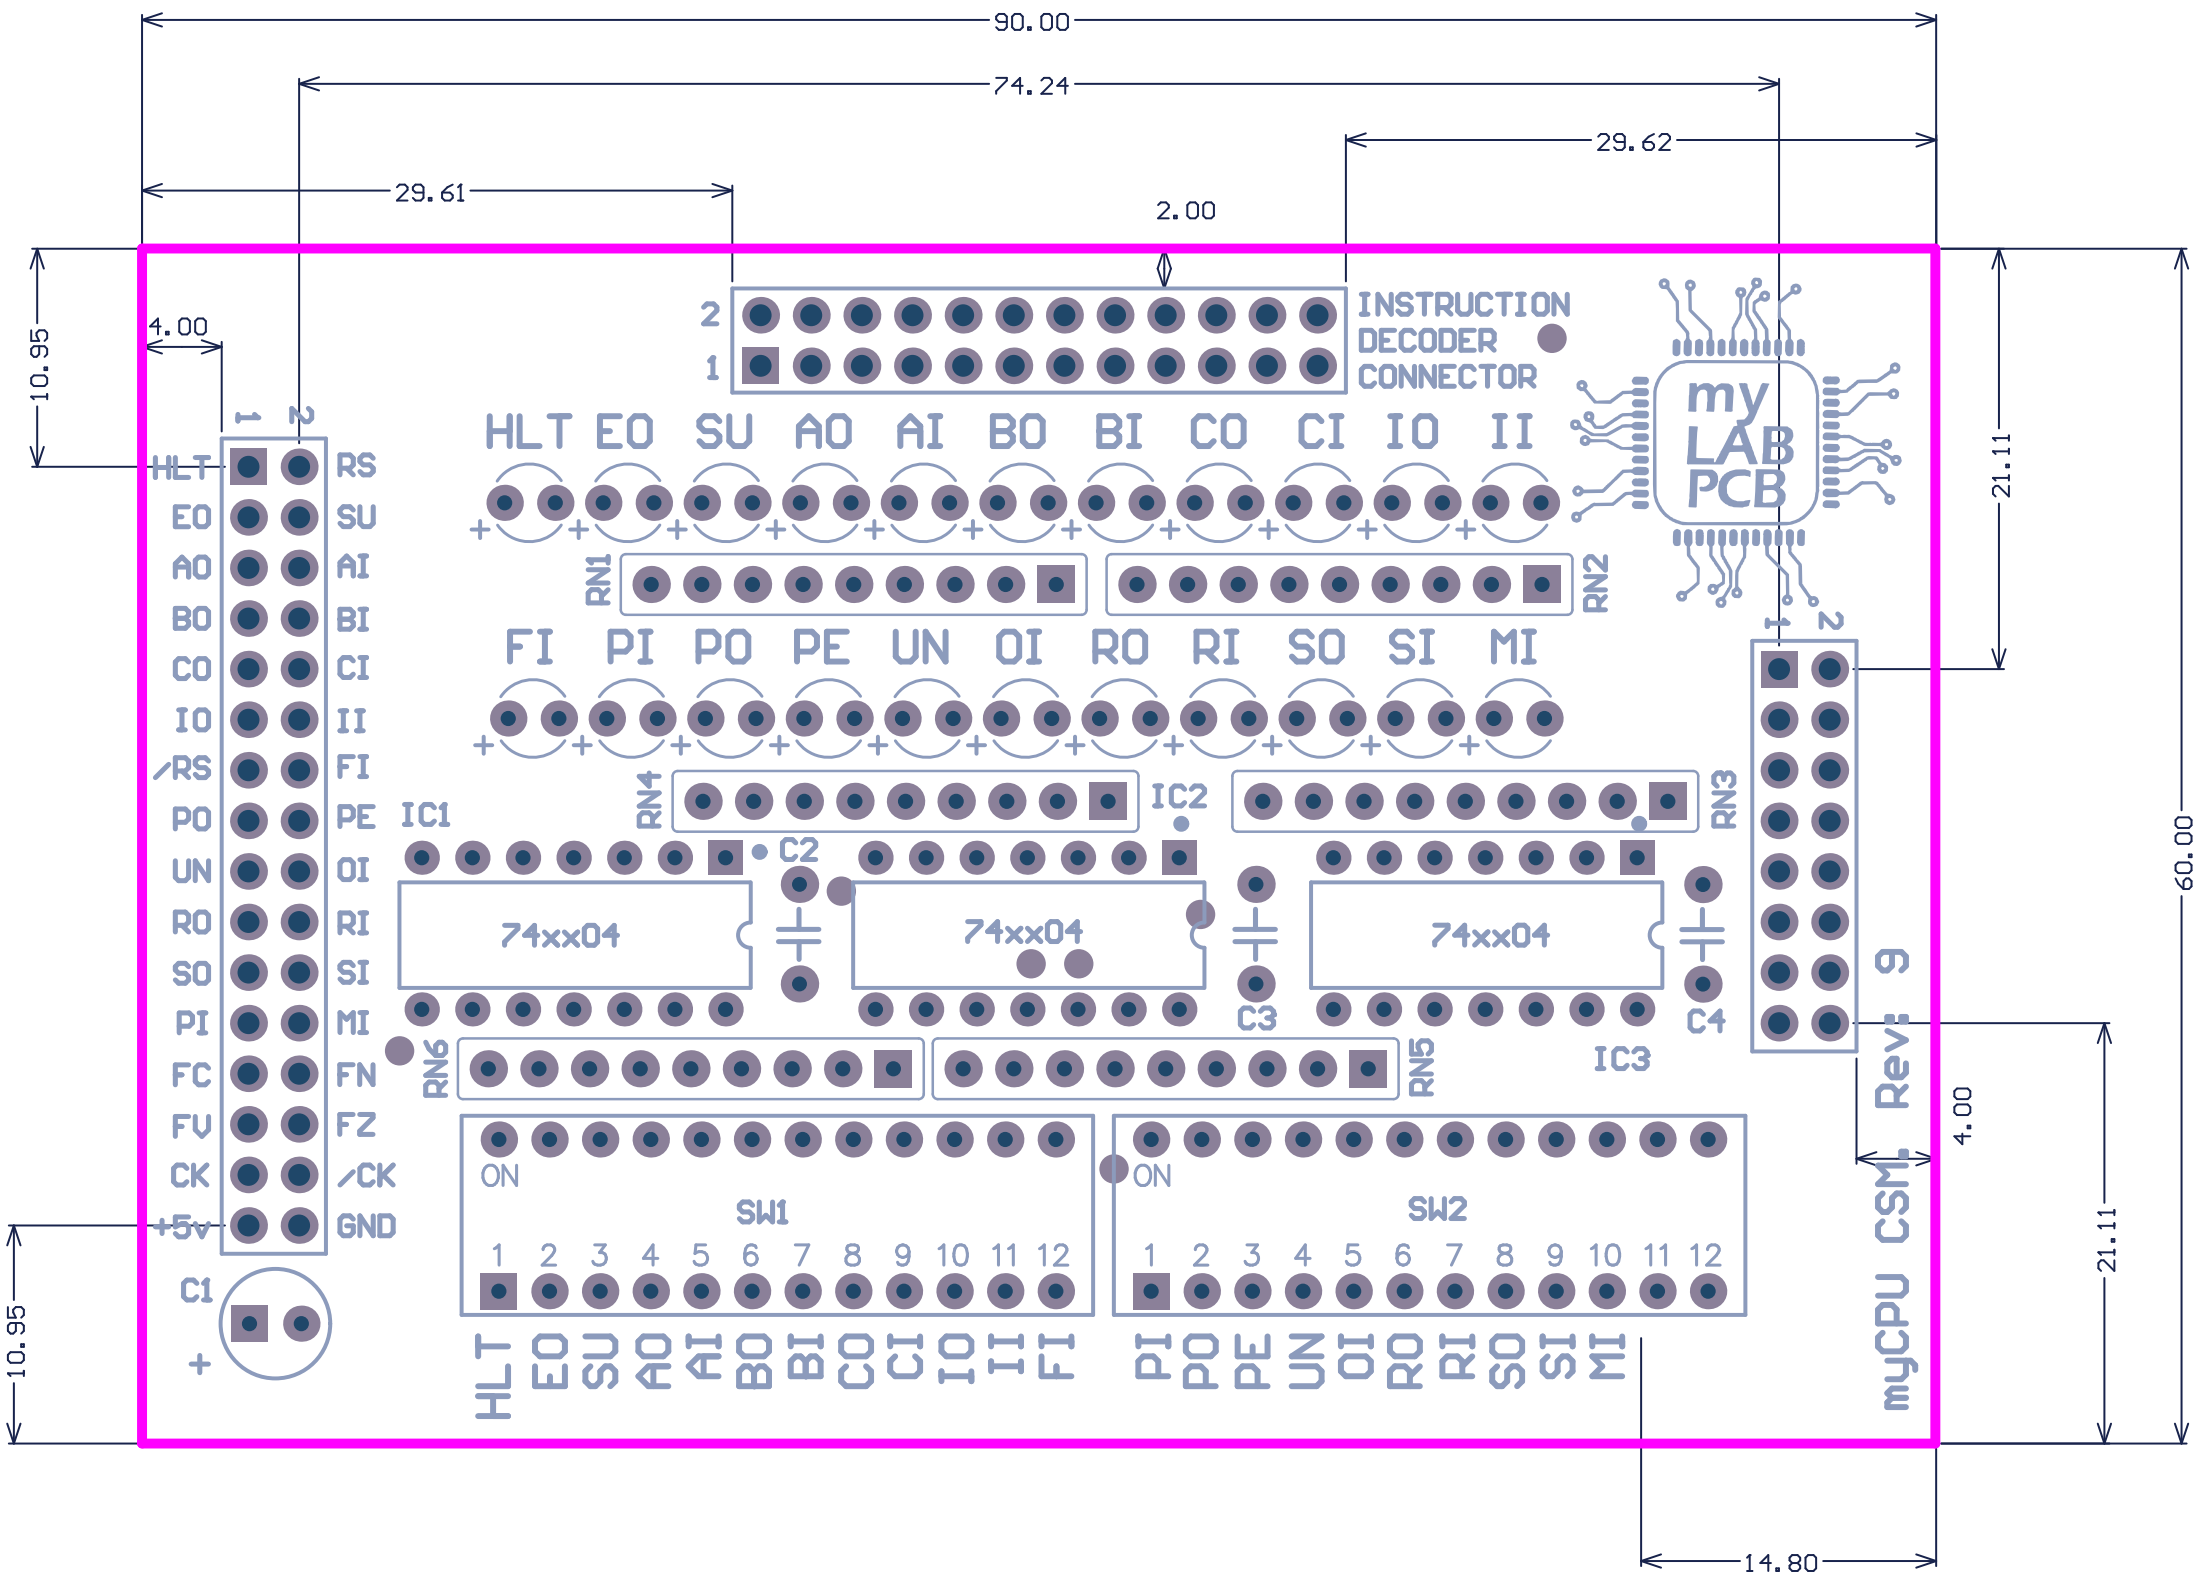 90.00
74.24
29.62
29.61
2.00
10.95
4.00
21.11
60.00
2
1
INSTRUCTION
DECODER
CONNECTOR
my
LAB
PCB
1 2
HLT EO SU AO AI BO BI CO CI IO II
HLT RS
EO SU
AO AI
BO BI
CO CI
IO II
/RS FI
PO PE
UN OI
RO RI
SO SI
PI MI
FC FN
FV FZ
CK /CK
+5v GND
+ + + + + + + + + + +
RN1 RN2
FI PI PO PE UN OI RO RI SO SI MI
1 2
+ + + + + + + + + + +
RN4 RN3
IC1 IC2
C2
74xx04 74xx04 74xx04
C3 C4
IC3
RN6 RN5
ON ON
SW1 SW2
1 2 3 4 5 6 7 8 9 10 11 12
1 2 3 4 5 6 7 8 9 10 11 12
HLT EO SU AO AI BO BI CO CI IO II FI
PI PO PE UN OI RO RI SO SI MI
C1
+
myCPU CSM. Rev: 9
4.00
21.11
10.95
14.80